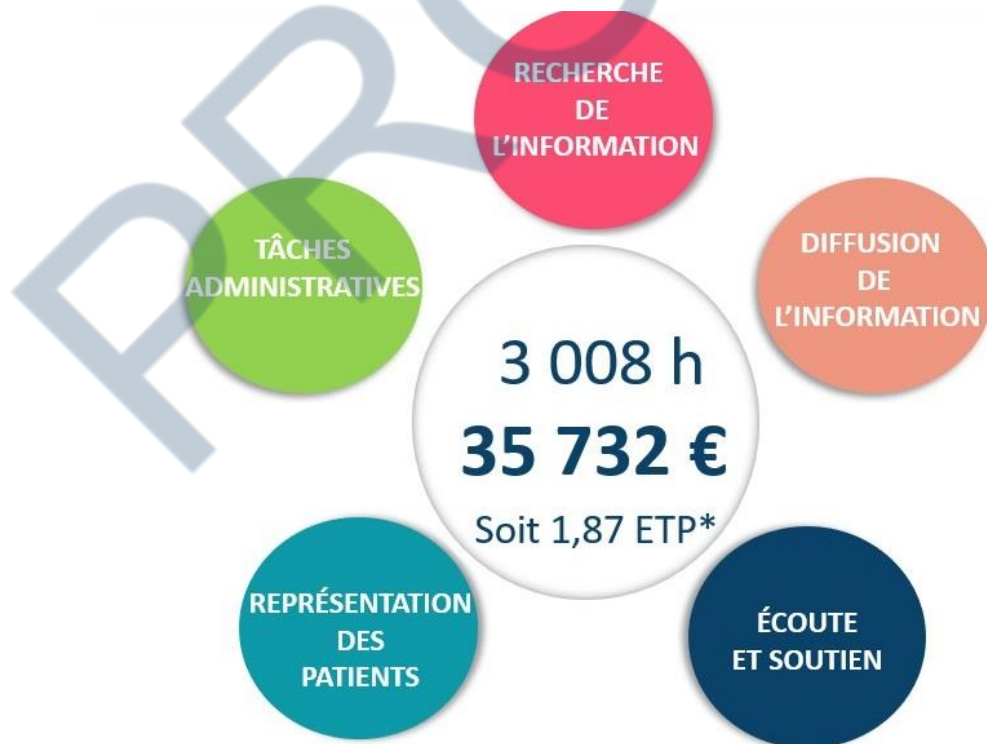 RECHERCHE
DE
L'INFORMATION
TÂCHES
ADMINISTRATIVES
DIFFUSION
DE
L'INFORMATION
3 008 h
35 732 €
Soit 1,87 ETP*
REPRÉSENTATION
DES
PATIENTS
ÉCOUTE
ET SOUTIEN
PRO